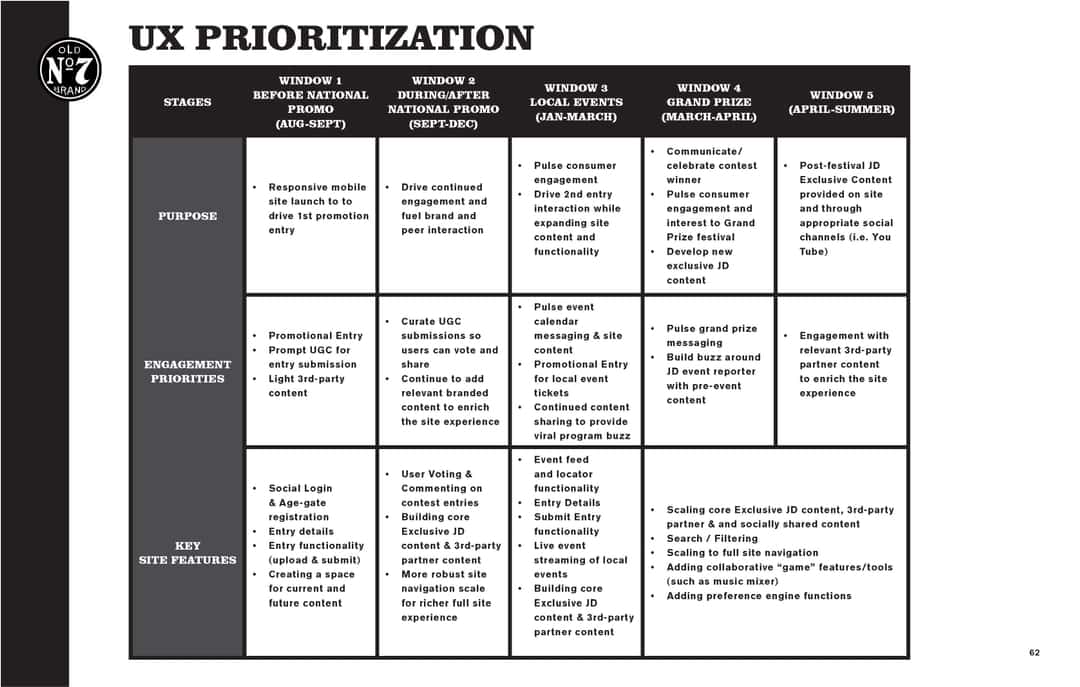 UX PRIORITIZATION
OLD
Nº7
BRAND
STAGES
WINDOW 1
BEFORE NATIONAL
PROMO
(AUG-SEPT)
WINDOW 2
DURING/AFTER
NATIONAL PROMO
(SEPT-DEC)
WINDOW 3
LOCAL EVENTS
(JAN-MARCH)
WINDOW 4
GRAND PRIZE
(MARCH-APRIL)
WINDOW 5
(APRIL-SUMMER)
PURPOSE
• Responsive mobile
site launch to to
drive 1st promotion
entry
• Drive continued
engagement and
fuel brand and
peer interaction
• Pulse consumer
engagement
• Drive 2nd entry
interaction while
expanding site
content and
functionality
• Communicate/
celebrate contest
winner
• Pulse consumer
engagement and
interest to Grand
Prize festival
• Develop new
exclusive JD
content
• Post-festival JD
Exclusive Content
provided on site
and through
appropriate social
channels (i.e. You
Tube)
ENGAGEMENT
PRIORITIES
• Promotional Entry
• Prompt UGC for
entry submission
• Light 3rd-party
content
• Curate UGC
submissions so
users can vote and
share
• Continue to add
relevant branded
content to enrich
the site experience
• Pulse event
calendar
messaging & site
content
• Promotional Entry
for local event
tickets
• Continued content
sharing to provide
viral program buzz
• Pulse grand prize
messaging
• Build buzz around
JD event reporter
with pre-event
content
• Engagement with
relevant 3rd-party
partner content
to enrich the site
experience
KEY
SITE FEATURES
• Social Login
& Age-gate
registration
• Entry details
• Entry functionality
(upload & submit)
• Creating a space
for current and
future content
• User Voting &
Commenting on
contest entries
• Building core
Exclusive JD
content & 3rd-party
partner content
• More robust site
navigation scale
for richer full site
experience
• Event feed
and locator
functionality
• Entry Details
• Submit Entry
functionality
• Live event
streaming of local
events
• Building core
Exclusive JD
content & 3rd-party
partner content
• Scaling core Exclusive JD content, 3rd-party
partner & and socially shared content
• Search / Filtering
• Scaling to full site navigation
• Adding collaborative “game” features/tools
(such as music mixer)
• Adding preference engine functions
62